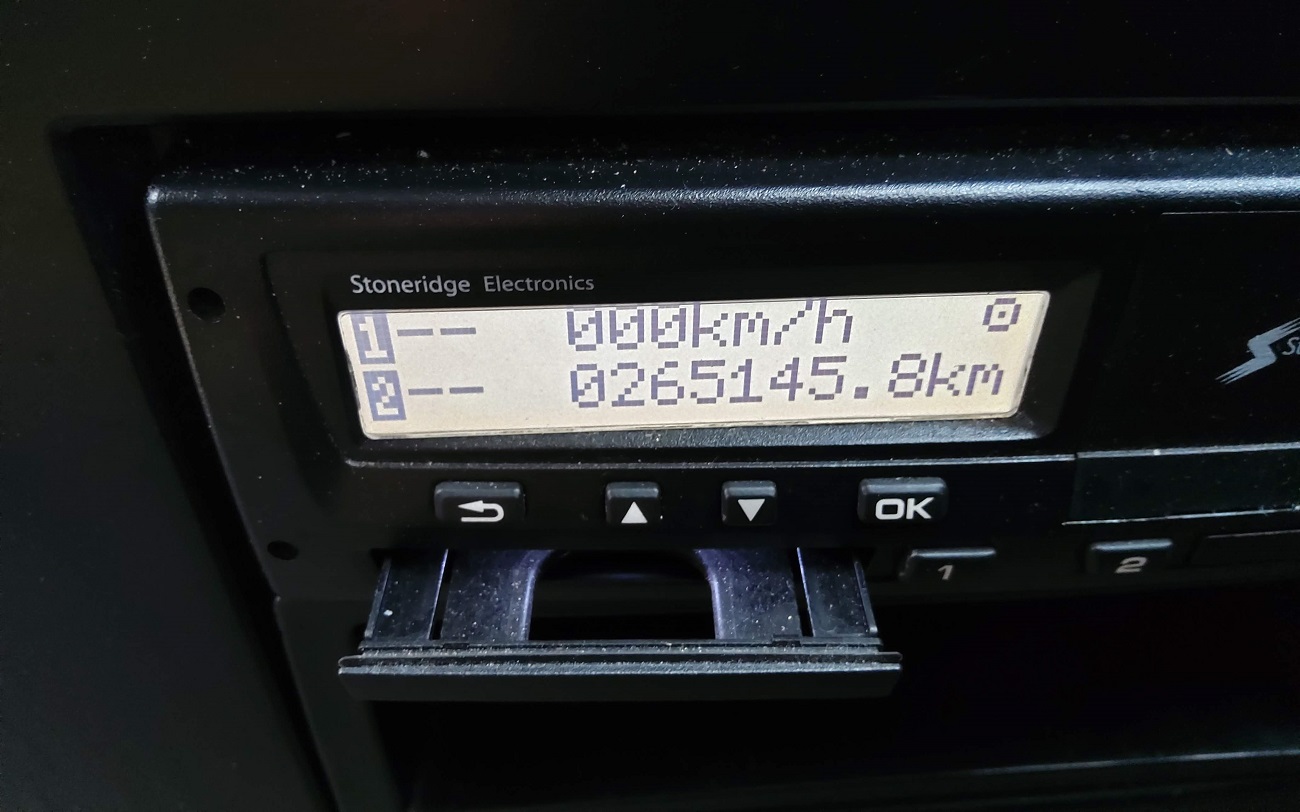 Stoneridge Electronics
1 -- 000km/h
2 -- 0265145.8km
OK
1
2